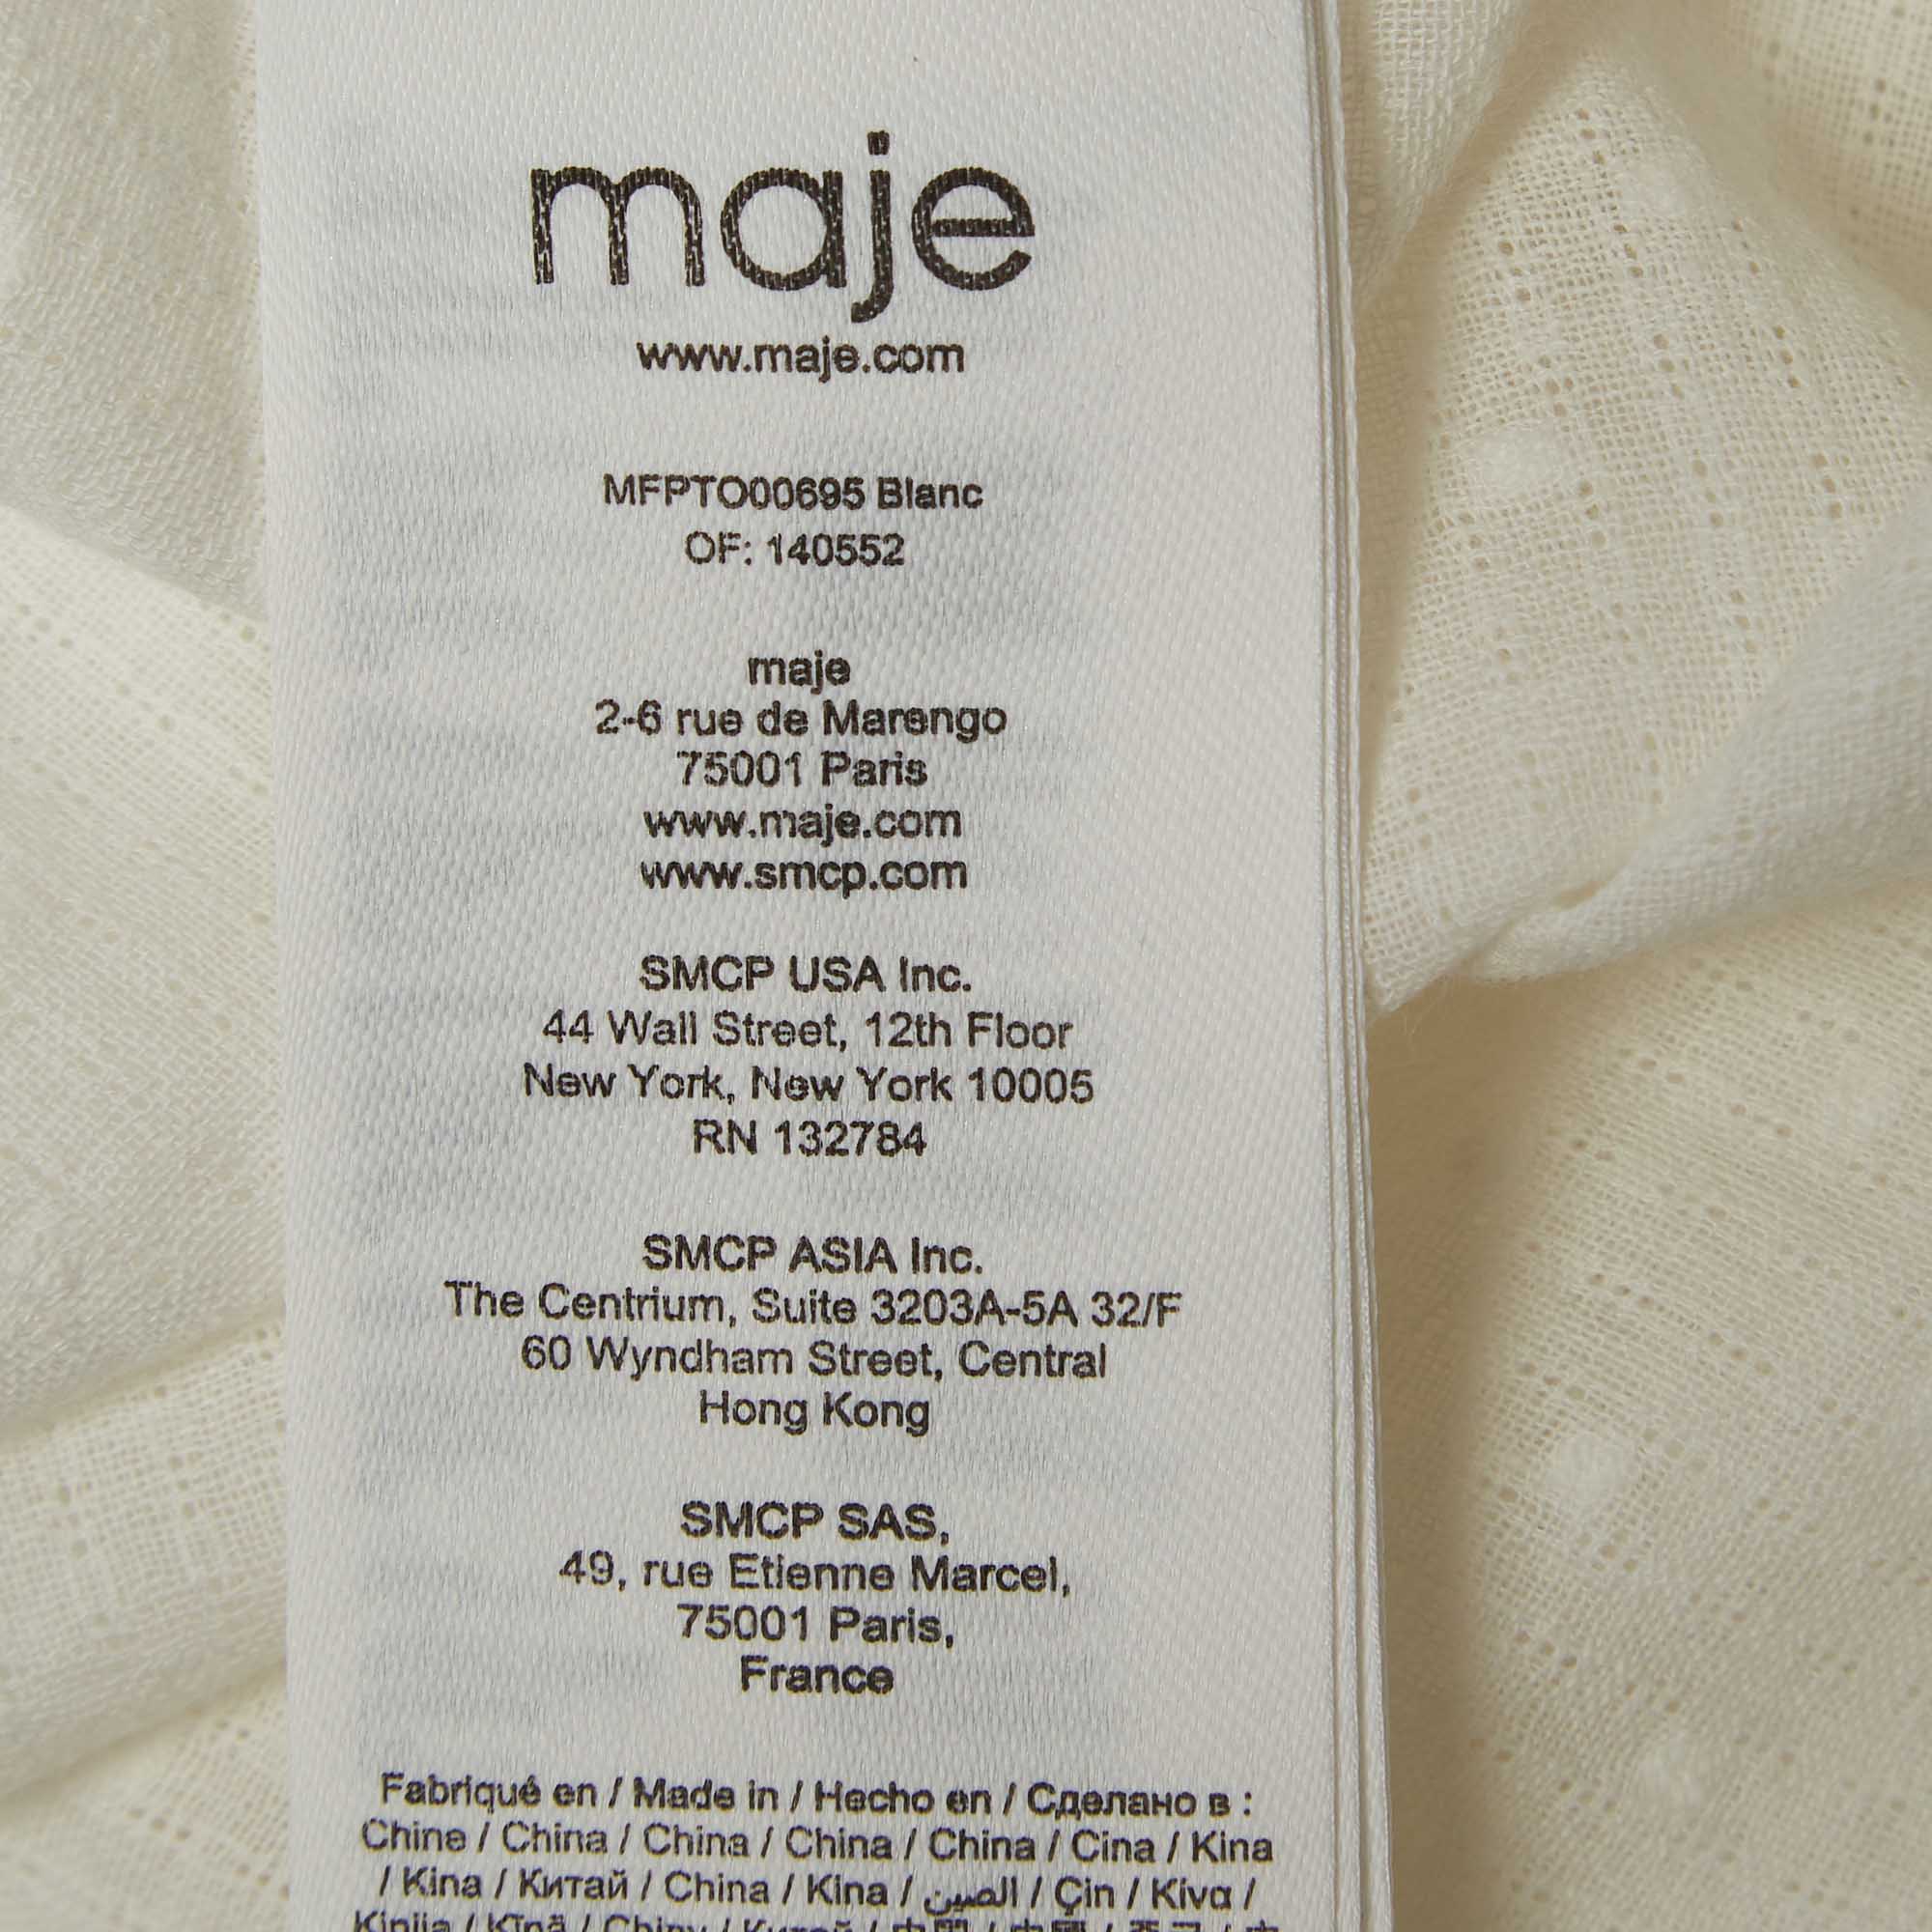 maje
www.maje.com
MFPTO00695 Blanc
OF: 140552
maje
2-6 rue de Marengo
75001 Paris
www.maje.com
www.smcp.com
SMCP USA Inc.
44 Wall Street, 12th Floor
New York, New York 10005
RN 132784
SMCP ASIA Inc.
The Centrium, Suite 3203A-5A 32/F
60 Wyndham Street, Central
Hong Kong
SMCP SAS,
49, rue Etienne Marcel,
75001 Paris,
France
Fabriqué en / Made in / Hecho en / Сделано в :
Chine / China / China / China / China / Cina / Kina
/ Kina / Китай / China / Kina / الصين / Çin / Kiva /